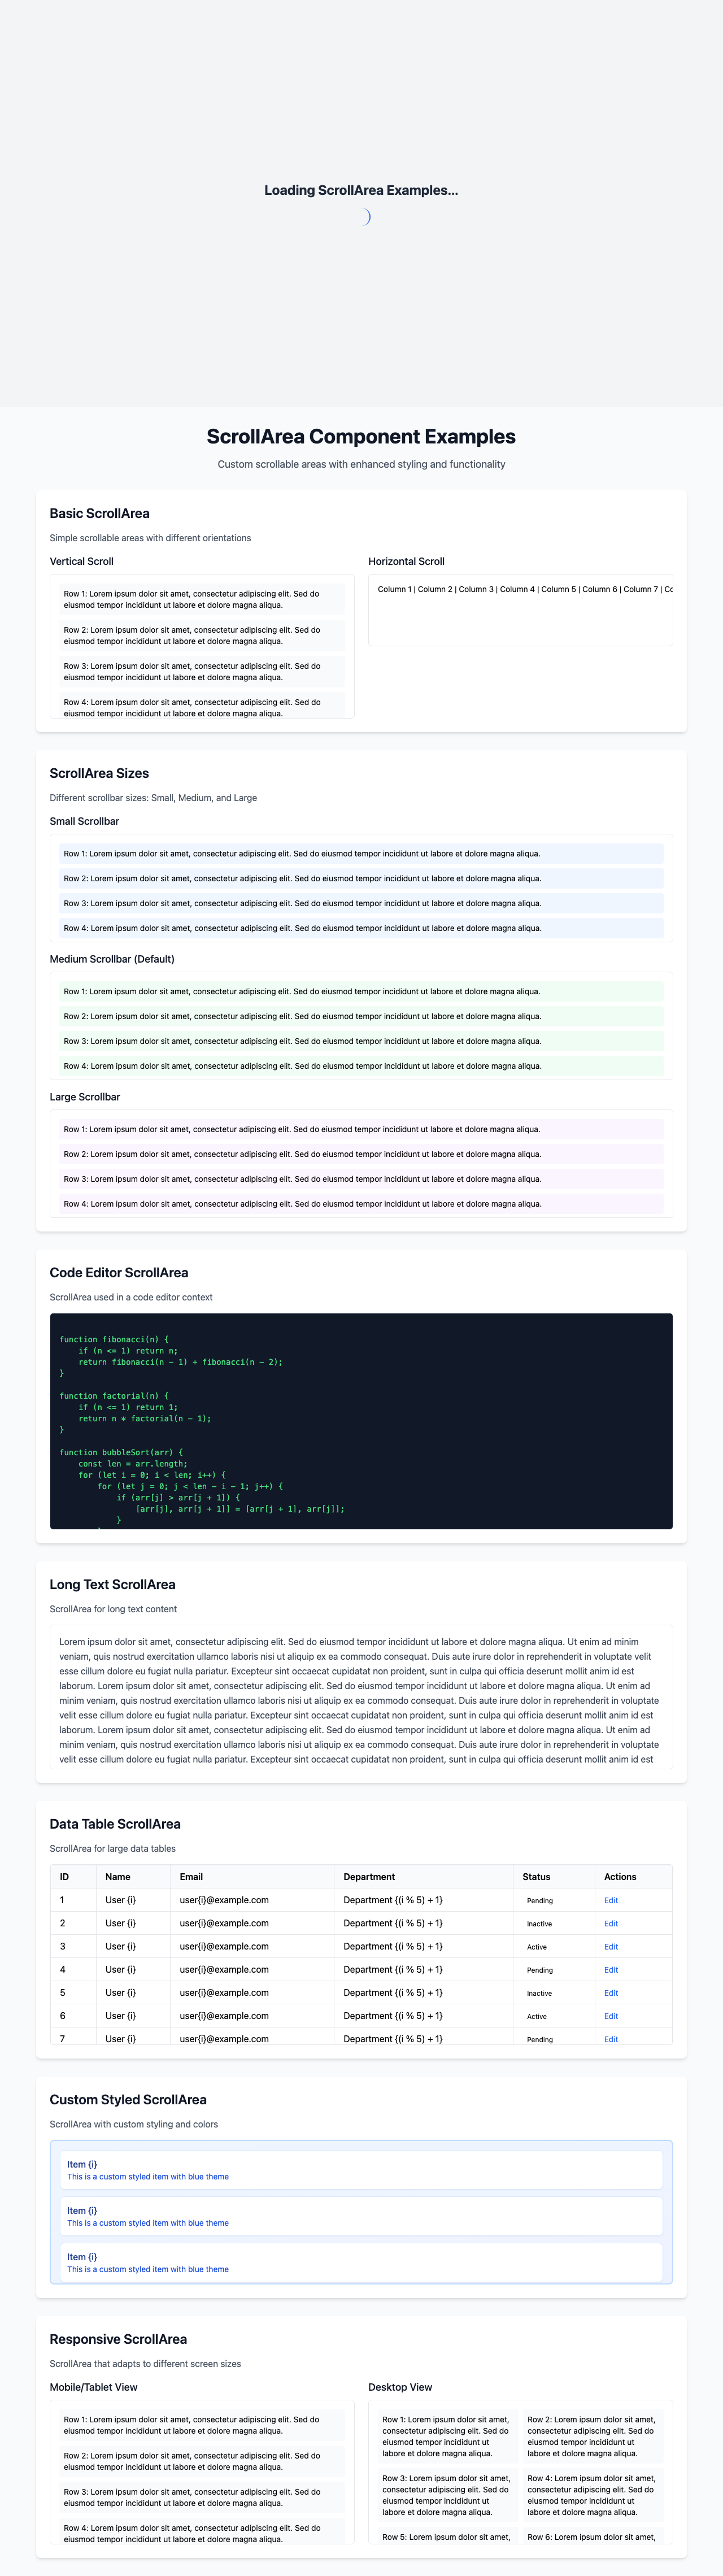 Loading ScrollArea Examples...
ScrollArea Component Examples
Custom scrollable areas with enhanced styling and functionality
Basic ScrollArea
Simple scrollable areas with different orientations
Vertical Scroll
Row 1: Lorem ipsum dolor sit amet, consectetur adipiscing elit. Sed do
eiusmod tempor incididunt ut labore et dolore magna aliqua.
Row 2: Lorem ipsum dolor sit amet, consectetur adipiscing elit. Sed do
eiusmod tempor incididunt ut labore et dolore magna aliqua.
Row 3: Lorem ipsum dolor sit amet, consectetur adipiscing elit. Sed do
eiusmod tempor incididunt ut labore et dolore magna aliqua.
Row 4: Lorem ipsum dolor sit amet, consectetur adipiscing elit. Sed do
eiusmod tempor incididunt ut labore et dolore magna aliqua.
Horizontal Scroll
Column 1 | Column 2 | Column 3 | Column 4 | Column 5 | Column 6 | Column 7 | Co
ScrollArea Sizes
Different scrollbar sizes: Small, Medium, and Large
Small Scrollbar
Row 1: Lorem ipsum dolor sit amet, consectetur adipiscing elit. Sed do eiusmod tempor incididunt ut labore et dolore magna aliqua.
Row 2: Lorem ipsum dolor sit amet, consectetur adipiscing elit. Sed do eiusmod tempor incididunt ut labore et dolore magna aliqua.
Row 3: Lorem ipsum dolor sit amet, consectetur adipiscing elit. Sed do eiusmod tempor incididunt ut labore et dolore magna aliqua.
Row 4: Lorem ipsum dolor sit amet, consectetur adipiscing elit. Sed do eiusmod tempor incididunt ut labore et dolore magna aliqua.
Medium Scrollbar (Default)
Row 1: Lorem ipsum dolor sit amet, consectetur adipiscing elit. Sed do eiusmod tempor incididunt ut labore et dolore magna aliqua.
Row 2: Lorem ipsum dolor sit amet, consectetur adipiscing elit. Sed do eiusmod tempor incididunt ut labore et dolore magna aliqua.
Row 3: Lorem ipsum dolor sit amet, consectetur adipiscing elit. Sed do eiusmod tempor incididunt ut labore et dolore magna aliqua.
Row 4: Lorem ipsum dolor sit amet, consectetur adipiscing elit. Sed do eiusmod tempor incididunt ut labore et dolore magna aliqua.
Large Scrollbar
Row 1: Lorem ipsum dolor sit amet, consectetur adipiscing elit. Sed do eiusmod tempor incididunt ut labore et dolore magna aliqua.
Row 2: Lorem ipsum dolor sit amet, consectetur adipiscing elit. Sed do eiusmod tempor incididunt ut labore et dolore magna aliqua.
Row 3: Lorem ipsum dolor sit amet, consectetur adipiscing elit. Sed do eiusmod tempor incididunt ut labore et dolore magna aliqua.
Row 4: Lorem ipsum dolor sit amet, consectetur adipiscing elit. Sed do eiusmod tempor incididunt ut labore et dolore magna aliqua.
Code Editor ScrollArea
ScrollArea used in a code editor context
function fibonacci(n) {
    if (n <= 1) return n;
    return fibonacci(n - 1) + fibonacci(n - 2);
}
function factorial(n) {
    if (n <= 1) return 1;
    return n * factorial(n - 1);
}
function bubbleSort(arr) {
    const len = arr.length;
    for (let i = 0; i < len; i++) {
        for (let j = 0; j < len - i - 1; j++) {
            if (arr[j] > arr[j + 1]) {
                [arr[j], arr[j + 1]] = [arr[j + 1], arr[j]];
            }
Long Text ScrollArea
ScrollArea for long text content
Lorem ipsum dolor sit amet, consectetur adipiscing elit. Sed do eiusmod tempor incididunt ut labore et dolore magna aliqua. Ut enim ad minim
veniam, quis nostrud exercitation ullamco laboris nisi ut aliquip ex ea commodo consequat. Duis aute irure dolor in reprehenderit in voluptate velit
esse cillum dolore eu fugiat nulla pariatur. Excepteur sint occaecat cupidatat non proident, sunt in culpa qui officia deserunt mollit anim id est
laborum. Lorem ipsum dolor sit amet, consectetur adipiscing elit. Sed do eiusmod tempor incididunt ut labore et dolore magna aliqua. Ut enim ad
minim veniam, quis nostrud exercitation ullamco laboris nisi ut aliquip ex ea commodo consequat. Duis aute irure dolor in reprehenderit in voluptate
velit esse cillum dolore eu fugiat nulla pariatur. Excepteur sint occaecat cupidatat non proident, sunt in culpa qui officia deserunt mollit anim id est
laborum. Lorem ipsum dolor sit amet, consectetur adipiscing elit. Sed do eiusmod tempor incididunt ut labore et dolore magna aliqua. Ut enim ad
minim veniam, quis nostrud exercitation ullamco laboris nisi ut aliquip ex ea commodo consequat. Duis aute irure dolor in reprehenderit in voluptate
velit esse cillum dolore eu fugiat nulla pariatur. Excepteur sint occaecat cupidatat non proident, sunt in culpa qui officia deserunt mollit anim id est
Data Table ScrollArea
ScrollArea for large data tables
ID Name Email Department Status Actions
1 User {i} user{i}@example.com Department {(i % 5) + 1} Pending Edit
2 User {i} user{i}@example.com Department {(i % 5) + 1} Inactive Edit
3 User {i} user{i}@example.com Department {(i % 5) + 1} Active Edit
4 User {i} user{i}@example.com Department {(i % 5) + 1} Pending Edit
5 User {i} user{i}@example.com Department {(i % 5) + 1} Inactive Edit
6 User {i} user{i}@example.com Department {(i % 5) + 1} Active Edit
7 User {i} user{i}@example.com Department {(i % 5) + 1} Pending Edit
Custom Styled ScrollArea
ScrollArea with custom styling and colors
Item {i}
This is a custom styled item with blue theme
Item {i}
This is a custom styled item with blue theme
Item {i}
This is a custom styled item with blue theme
Responsive ScrollArea
ScrollArea that adapts to different screen sizes
Mobile/Tablet View
Row 1: Lorem ipsum dolor sit amet, consectetur adipiscing elit. Sed do
eiusmod tempor incididunt ut labore et dolore magna aliqua.
Row 2: Lorem ipsum dolor sit amet, consectetur adipiscing elit. Sed do
eiusmod tempor incididunt ut labore et dolore magna aliqua.
Row 3: Lorem ipsum dolor sit amet, consectetur adipiscing elit. Sed do
eiusmod tempor incididunt ut labore et dolore magna aliqua.
Row 4: Lorem ipsum dolor sit amet, consectetur adipiscing elit. Sed do
eiusmod tempor incididunt ut labore et dolore magna aliqua.
Desktop View
Row 1: Lorem ipsum dolor sit amet,
consectetur adipiscing elit. Sed do
eiusmod tempor incididunt ut
labore et dolore magna aliqua.
Row 2: Lorem ipsum dolor sit amet,
consectetur adipiscing elit. Sed do
eiusmod tempor incididunt ut
labore et dolore magna aliqua.
Row 3: Lorem ipsum dolor sit amet,
consectetur adipiscing elit. Sed do
eiusmod tempor incididunt ut
labore et dolore magna aliqua.
Row 4: Lorem ipsum dolor sit amet,
consectetur adipiscing elit. Sed do
eiusmod tempor incididunt ut
labore et dolore magna aliqua.
Row 5: Lorem ipsum dolor sit amet,
Row 6: Lorem ipsum dolor sit amet,